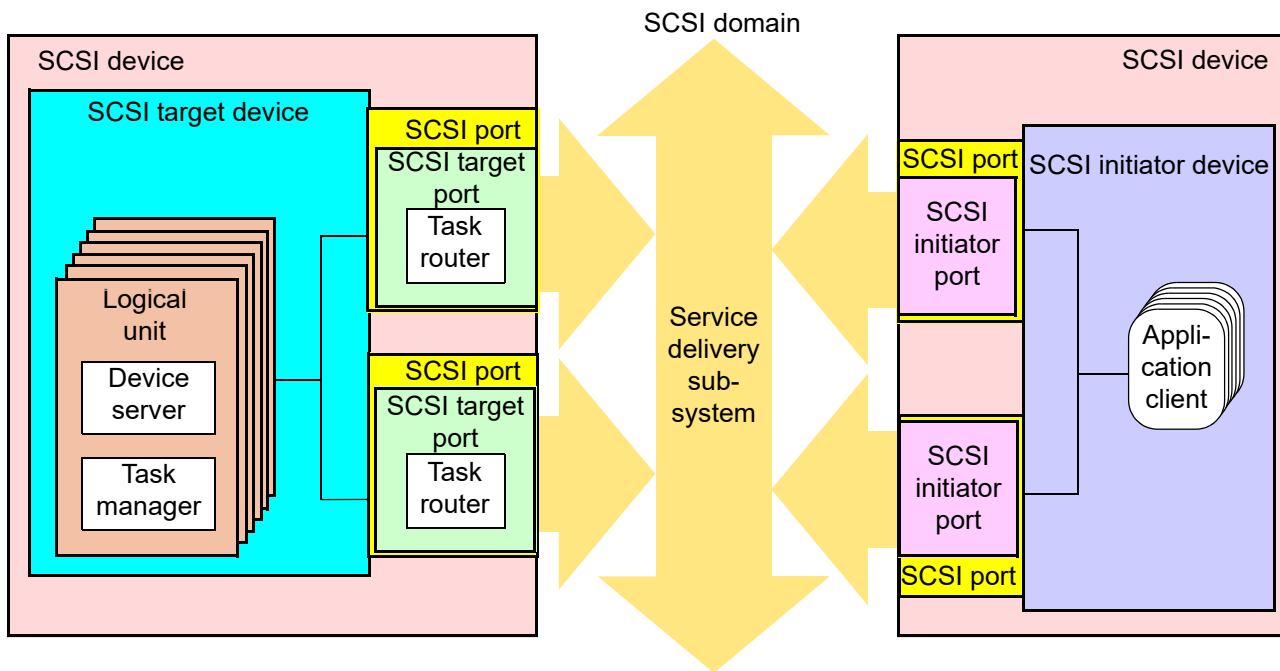 SCSI domain
SCSI device
SCSI target device
SCSI port
SCSI target
port
Task
router
Logical
unit
Device
server
Task
manager
SCSI port
SCSI target
port
Task
router
Service
delivery
sub-
system
SCSI device
SCSI port
SCSI
initiator
port
SCSI initiator device
Appli-
cation
client
SCSI
initiator
port
SCSI port